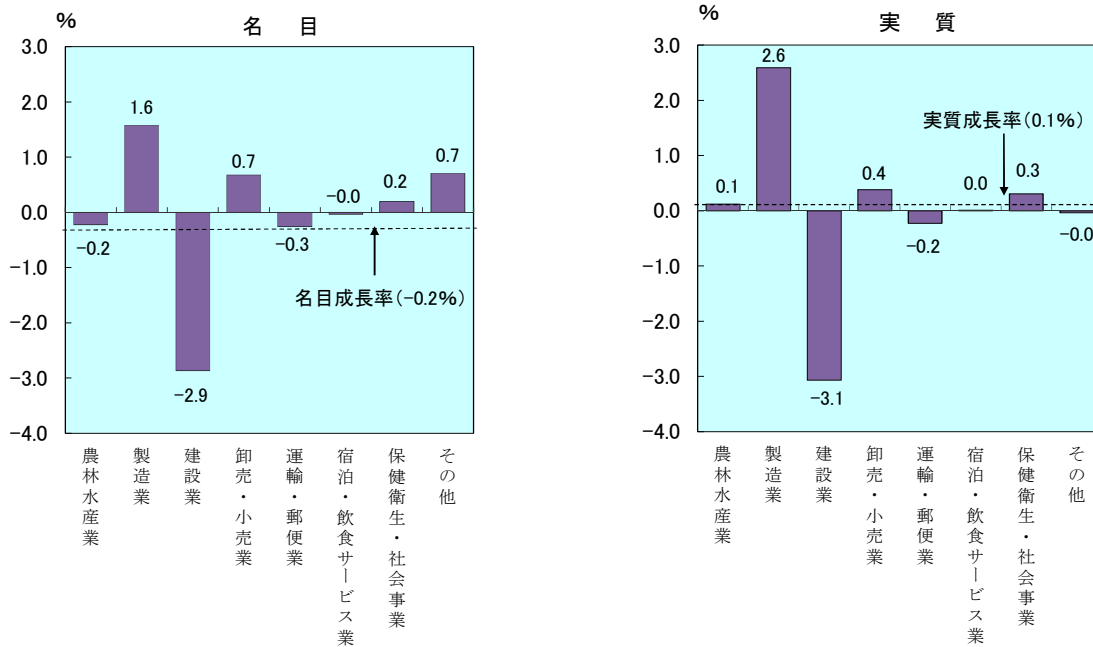 %
名　目
3.0
2.0
1.0
0.0
−1.0
−2.0
−3.0
−4.0
−0.2
1.6
−2.9
0.7
−0.3
−0.0
0.2
0.7
名目成長率(−0.2%)
農林水産業
製造業
建設業
卸売・小売業
運輸・郵便業
宿泊・飲食サービス業
保健衛生・社会事業
その他
%
実　質
3.0
2.0
1.0
0.0
−1.0
−2.0
−3.0
−4.0
0.1
2.6
−3.1
0.4
−0.2
0.0
0.3
−0.0
実質成長率(0.1%)
農林水産業
製造業
建設業
卸売・小売業
運輸・郵便業
宿泊・飲食サービス業
保健衛生・社会事業
その他